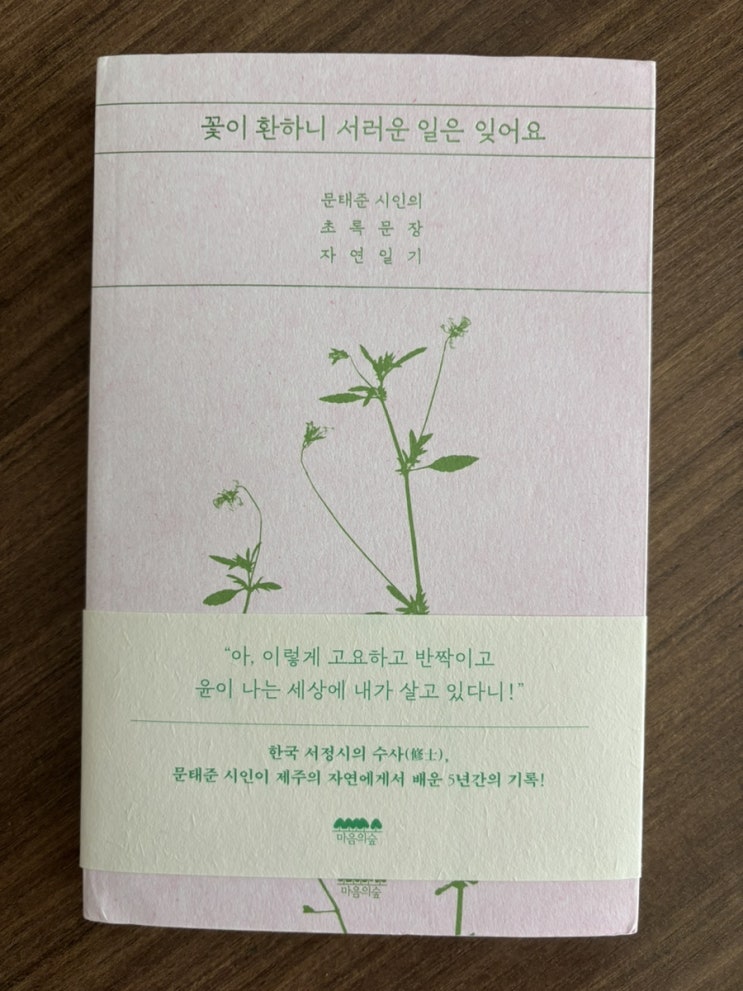 꽃이 환하니 서러운 일은 잊어요
문태준 시인의
초록문장
자연일기
“아, 이렇게 고요하고 반짝이고
윤이 나는 세상에 내가 살고 있다니!”
한국 서정시의 수사(修士),
문태준 시인이 제주의 자연에게서 배운 5년간의 기록!
마음의숲
마음의숲